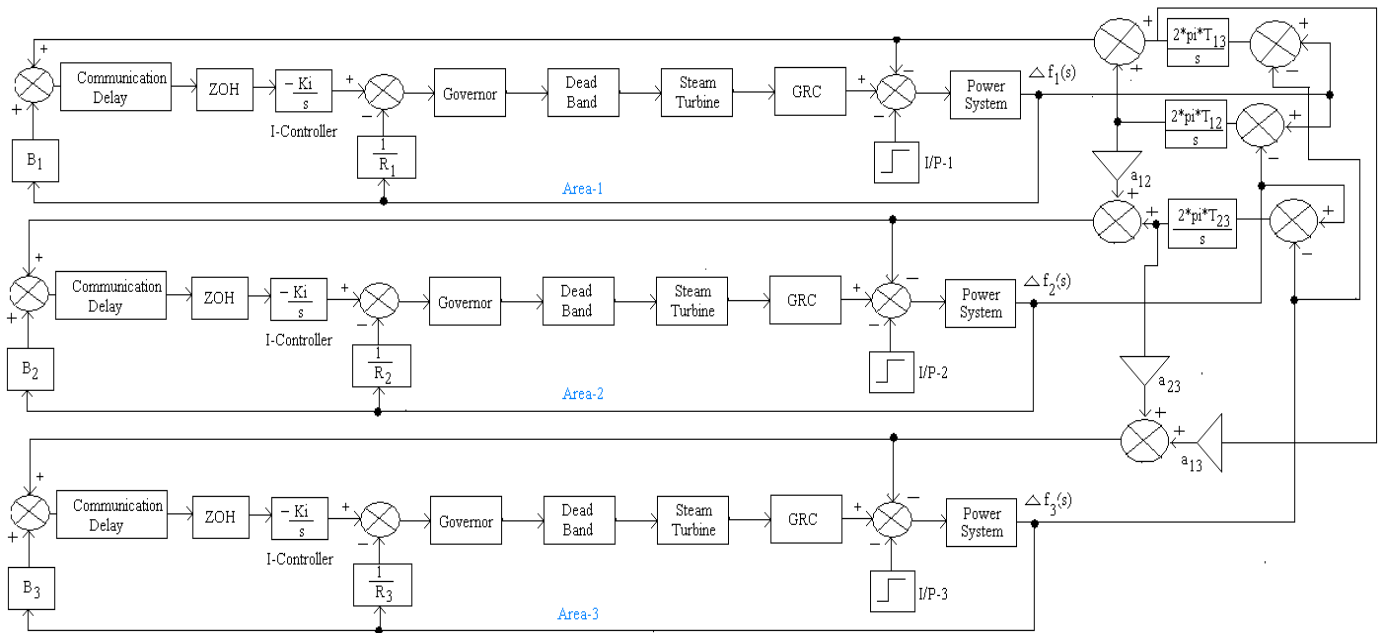 +
+
Communication
Delay
ZOH
−Ki
s
I-Controller
+
−
Governor
Dead
Band
Steam
Turbine
GRC
+
−
−
Power
System
Δf1(s)
B1
1
R1
I/P-1
Area-1
+
+
2*pi*T13
s
+
−
2*pi*T12
s
+
−
a12
+
+
2*pi*T23
s
+
−
+
+
Communication
Delay
ZOH
−Ki
s
I-Controller
+
−
Governor
Dead
Band
Steam
Turbine
GRC
+
−
−
Power
System
Δf2(s)
B2
1
R2
I/P-2
Area-2
a23
+
+
a13
+
+
Communication
Delay
ZOH
−Ki
s
I-Controller
+
−
Governor
Dead
Band
Steam
Turbine
GRC
+
−
−
Power
System
Δf3(s)
B3
1
R3
I/P-3
Area-3